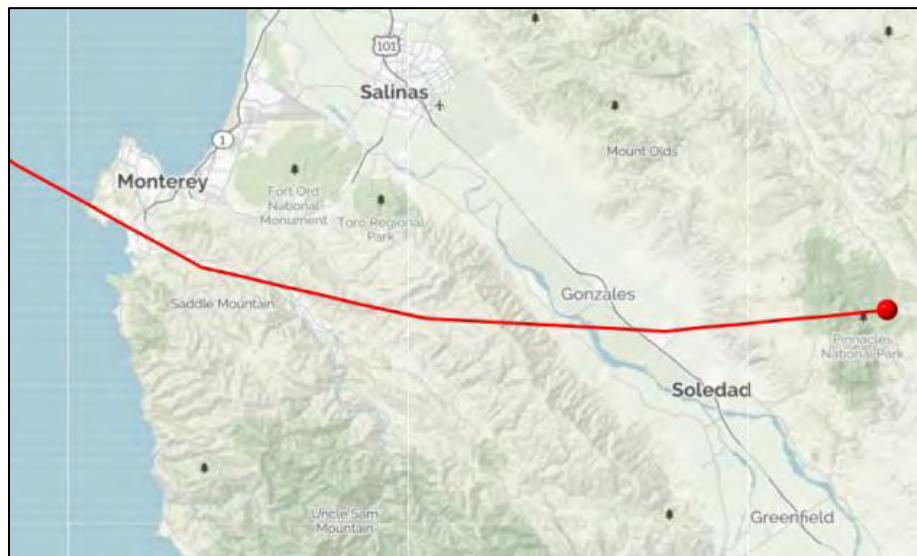 101
Salinas
1
Mount Olds
Monterey
Fort Ord
National
Monument
Toro Regional
Park
Saddle Mountain
Gonzales
Pinnacles
National Park
Soledad
Uncle Sam
Mountain
Greenfield